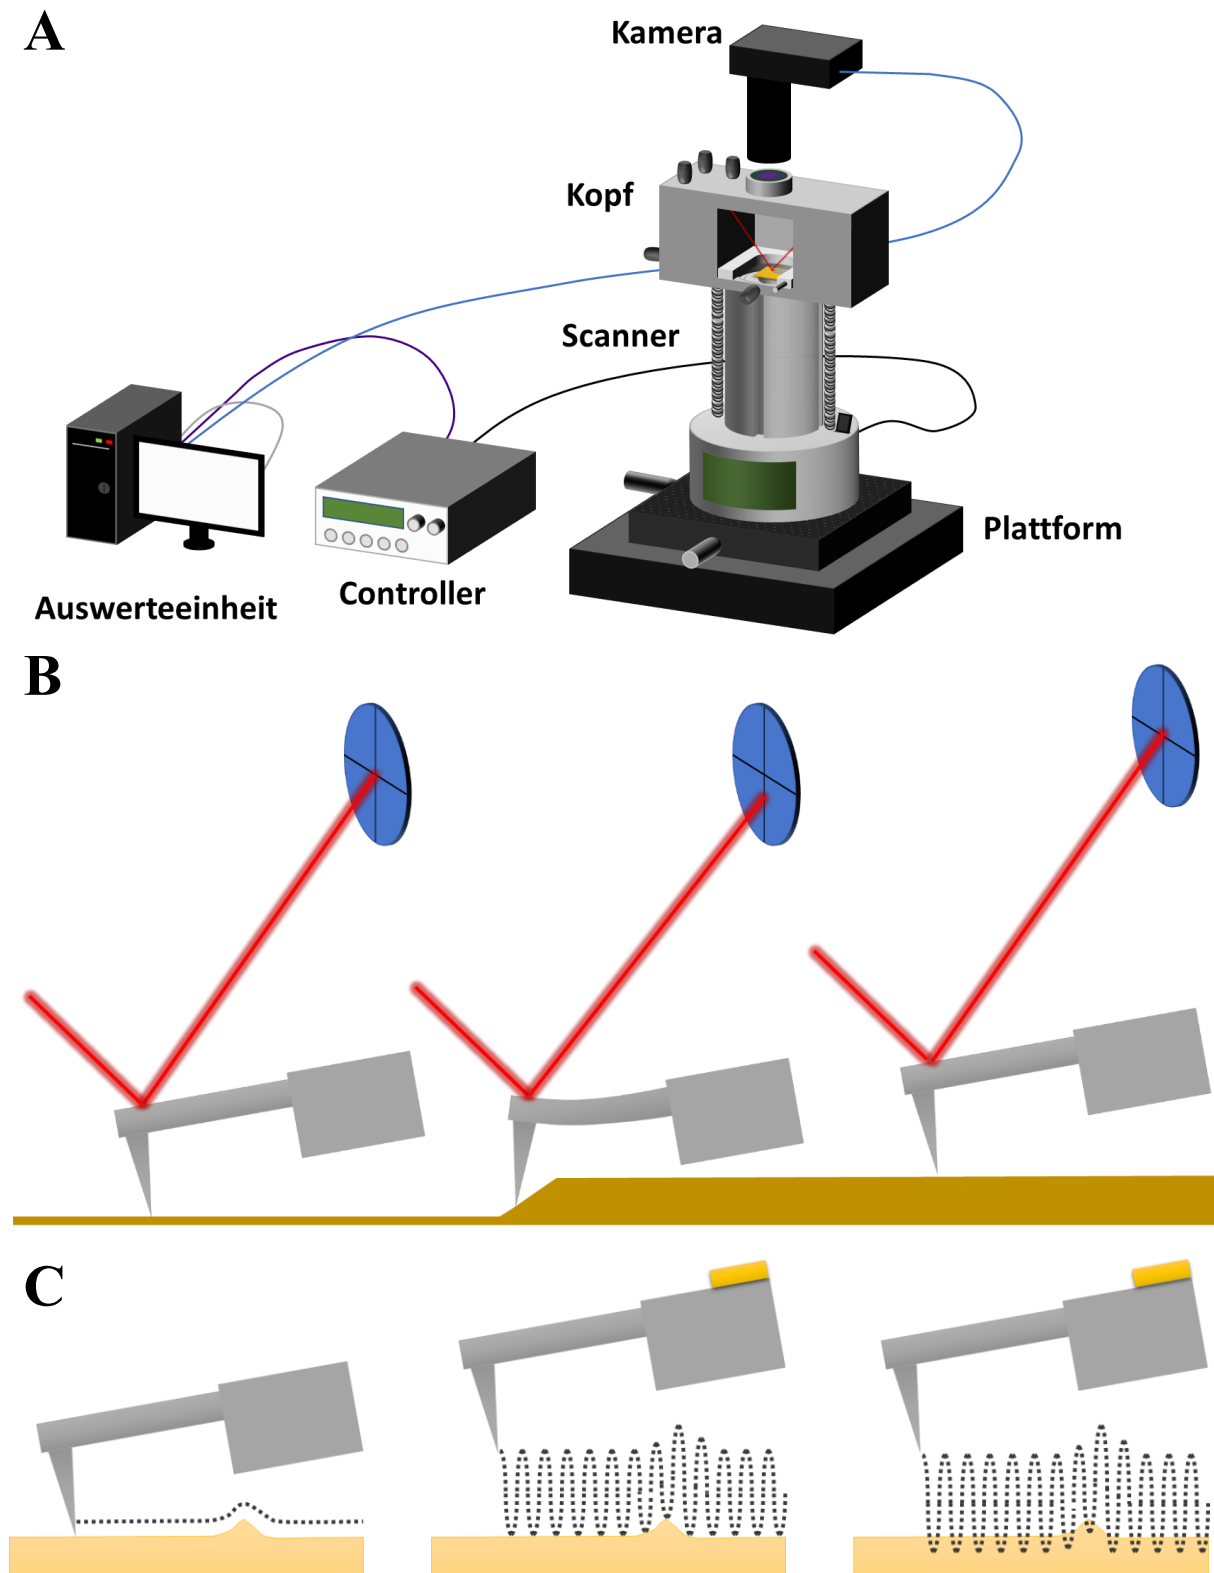 A
Kamera
Kopf
Scanner
Plattform
Controller
Auswerteeinheit
B
C